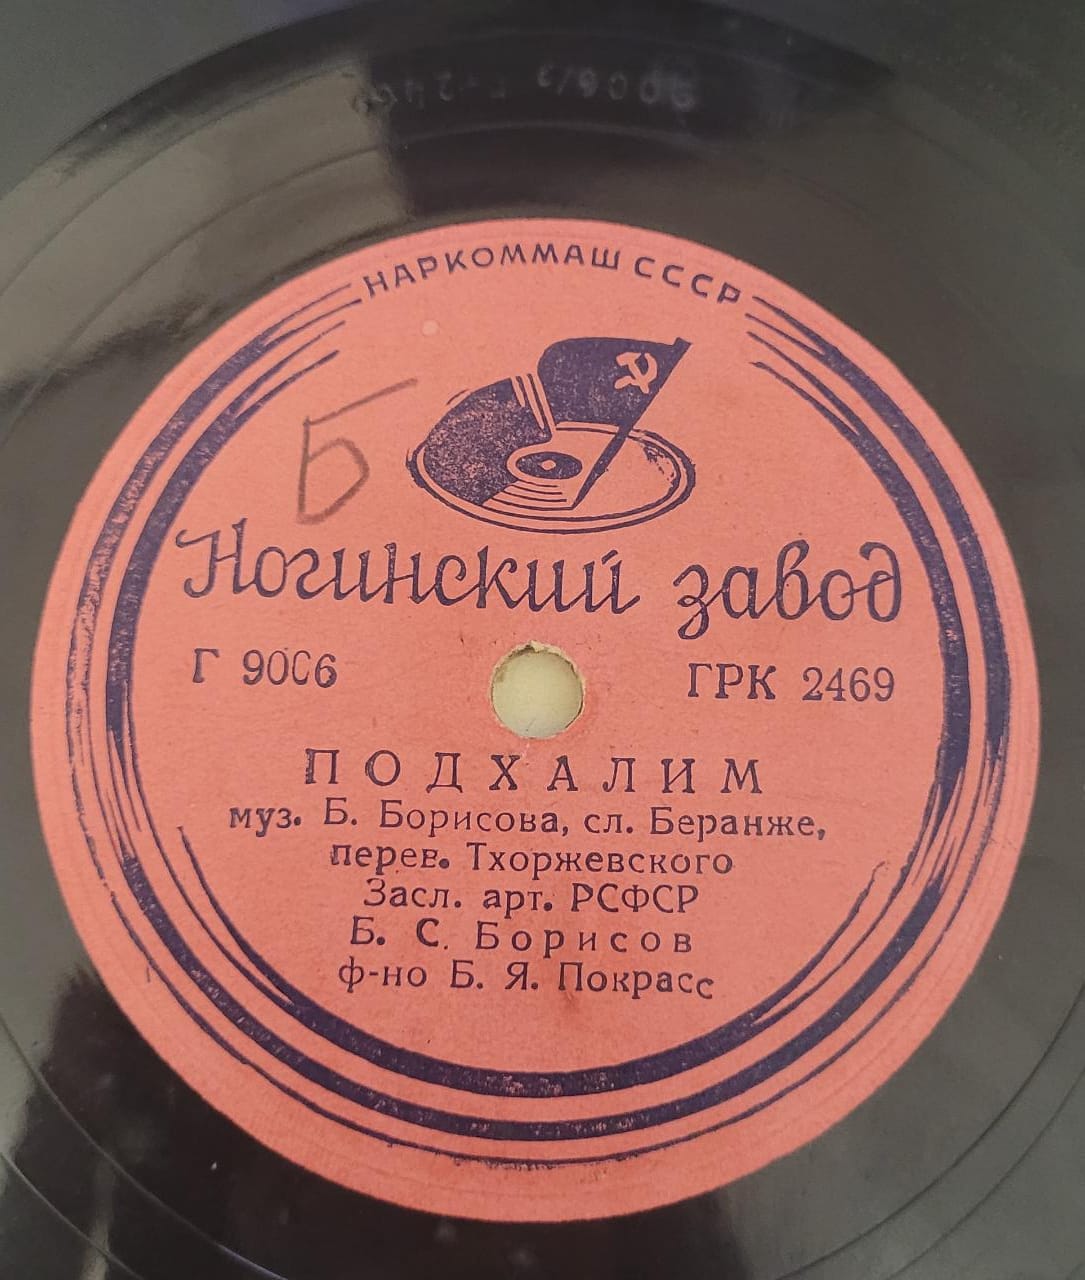 НАРКОММАШ СССР
Б
Ногинский завод
Г 9006
ГРК 2469
ПОДХАЛИМ
муз. Б. Борисова, сл. Беранже,
перев. Тхоржевского
Засл. арт. РСФСР
Б. С. Борисов
ф-но Б. Я. Покрасс